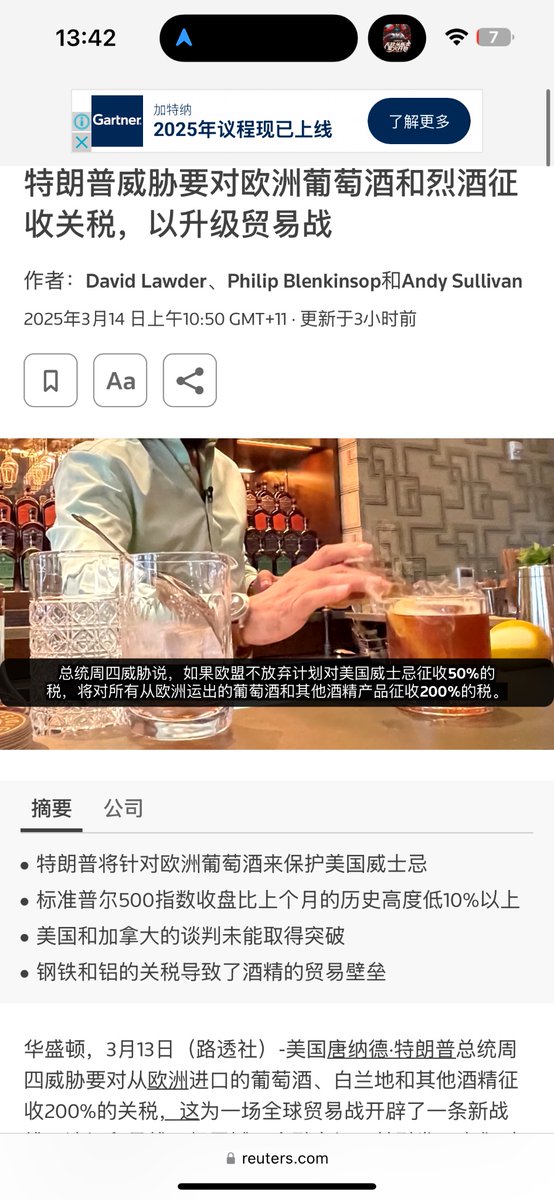 13:42
7
Gartner
加特纳
2025年议程现已上线
了解更多
特朗普威胁要对欧洲葡萄酒和烈酒征
收关税，以升级贸易战
作者：David Lawder、Philip Blenkinsop和Andy Sullivan
2025年3月14 日上午10:50 GMT+11 · 更新于3小时前
Aa
总统周四威胁说，如果欧盟不放弃计划对美国威士忌征收50%的
税，将对所有从欧洲运出的葡萄酒和其他酒精产品征收200%的税。
摘要
公司
特朗普将针对欧洲葡萄酒来保护美国威士忌
标准普尔500指数收盘比上个月的历史高度低10%以上
美国和加拿大的谈判未能取得突破
钢铁和铝的关税导致了酒精的贸易壁垒
华盛顿，3月13日（路透社）-美国唐纳德·特朗普总统周
四威胁要对从欧洲进口的葡萄酒、白兰地和其他酒精征
收200%的关税，这为一场全球贸易战开辟了一条新战
reuters.com